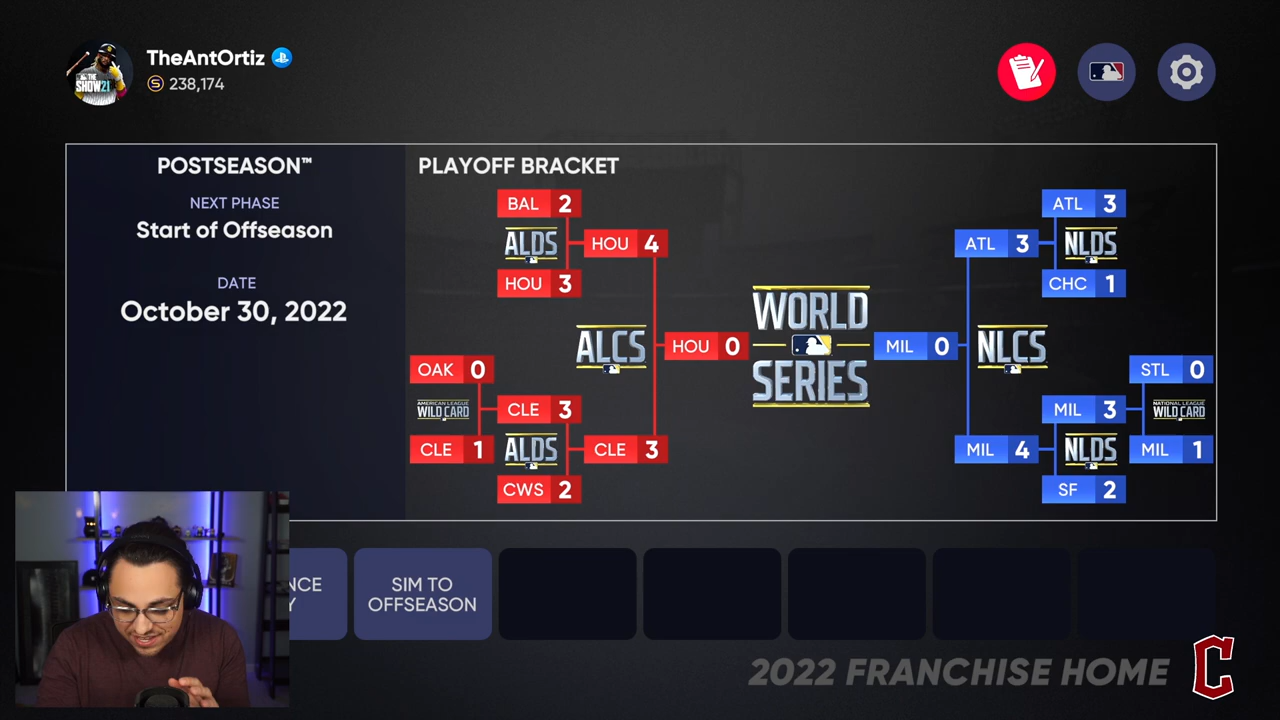 TheAntOrtiz
238,174
THE
SHOW21
POSTSEASON™
NEXT PHASE
Start of Offseason
DATE
October 30, 2022
PLAYOFF BRACKET
BAL 2
ALDS
HOU 3
HOU 4
ALCS
OAK 0
AMERICAN LEAGUE
WILD CARD
CLE 1
CLE 3
ALDS
CWS 2
CLE 3
HOU 0
WORLD
SERIES
MIL 0
NLCS
ATL 3
MIL 4
ATL 3
NLDS
CHC 1
MIL 3
NLDS
SF 2
STL 0
NATIONAL LEAGUE
WILD CARD
MIL 1
NCE
Y
SIM TO
OFFSEASON
2022 FRANCHISE HOME
C